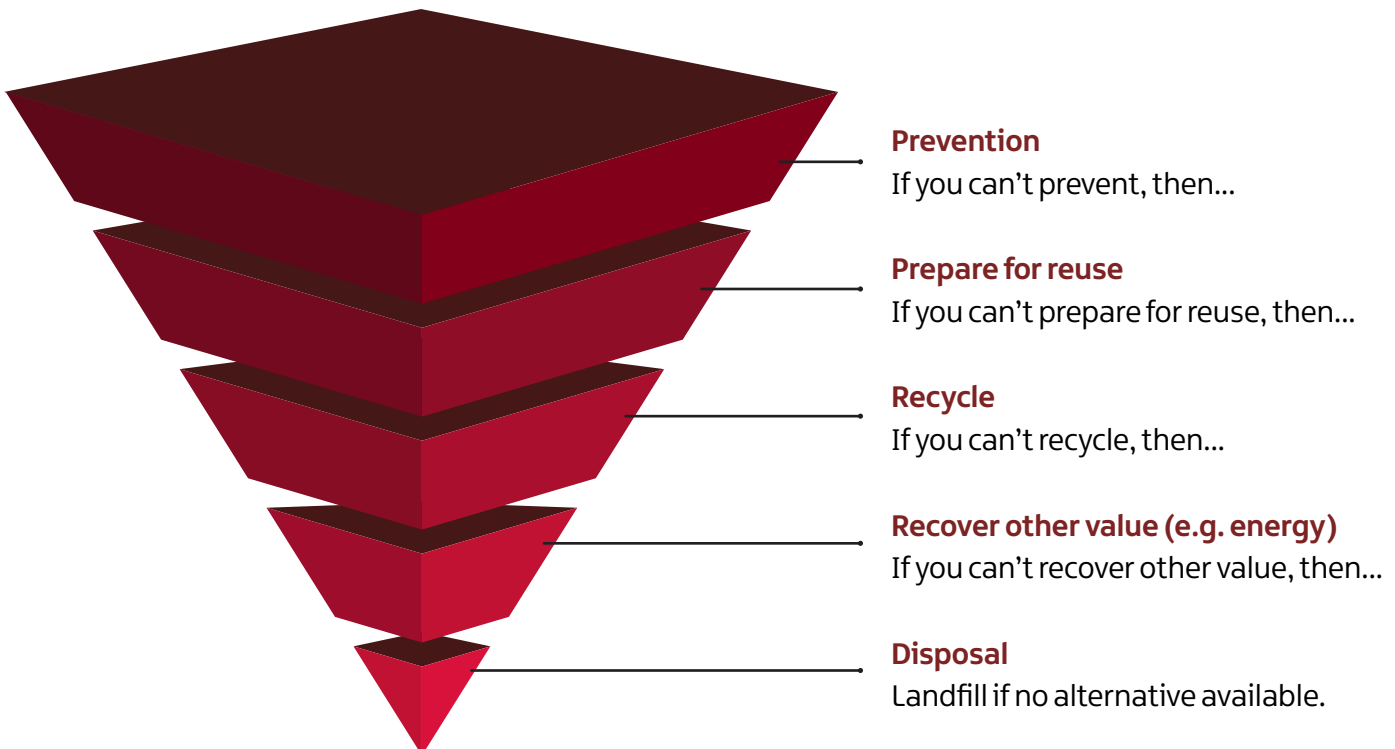 Prevention
If you can’t prevent, then...
Prepare for reuse
If you can’t prepare for reuse, then...
Recycle
If you can’t recycle, then...
Recover other value (e.g. energy)
If you can’t recover other value, then...
Disposal
Landfill if no alternative available.